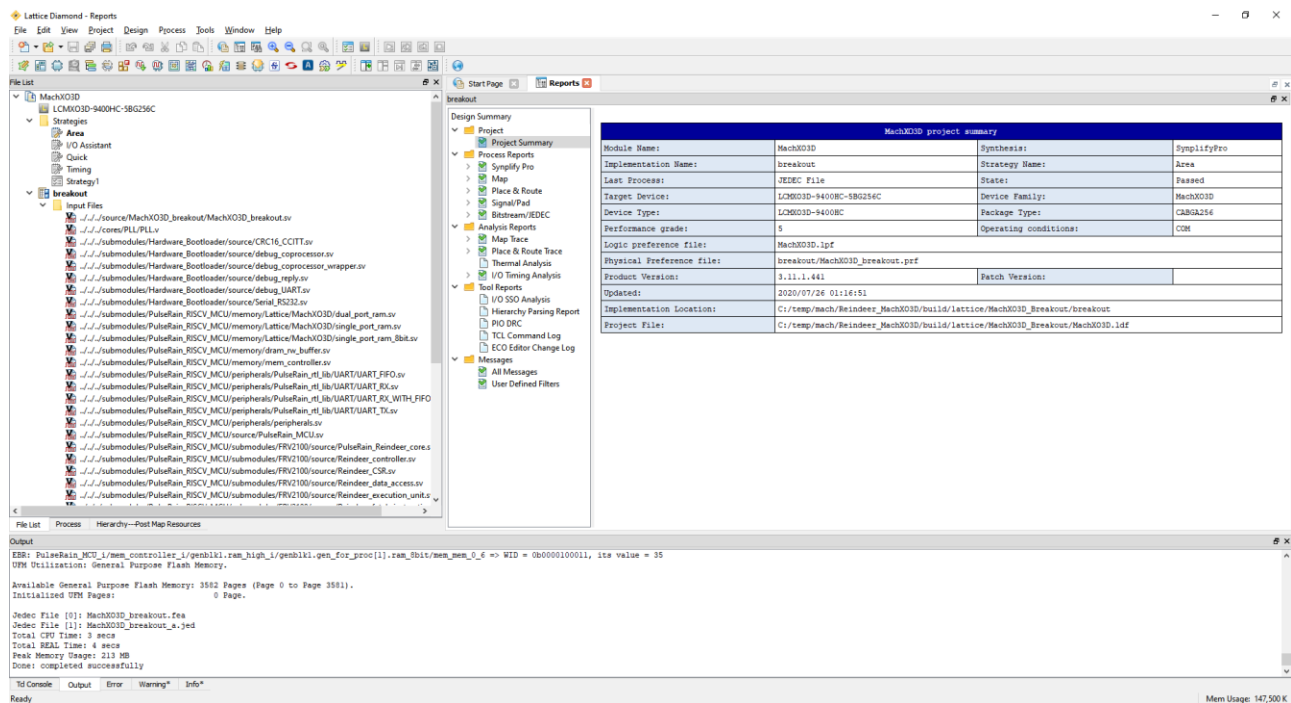 Lattice Diamond - Reports
File Edit View Project Design Process Tools Window Help
File List
MachXO3D
LCMXO3D-9400HC-5BG256C
Strategies
Area
I/O Assistant
Quick
Timing
Strategy1
breakout
Input Files
../../../source/MachXO3D_breakout/MachXO3D_breakout.sv
../../../cores/PLL/PLL.v
../../../submodules/Hardware_Bootloader/source/CRC16_CCITT.sv
../../../submodules/Hardware_Bootloader/source/debug_coprocessor.sv
../../../submodules/Hardware_Bootloader/source/debug_coprocessor_wrapper.sv
../../../submodules/Hardware_Bootloader/source/debug_reply.sv
../../../submodules/Hardware_Bootloader/source/debug_UART.sv
../../../submodules/Hardware_Bootloader/source/Serial_RS232.sv
../../../submodules/PulseRain_RISCV_MCU/memory/Lattice/MachXO3D/dual_port_ram.sv
../../../submodules/PulseRain_RISCV_MCU/memory/Lattice/MachXO3D/single_port_ram.sv
../../../submodules/PulseRain_RISCV_MCU/memory/Lattice/MachXO3D/single_port_ram_8bit.sv
../../../submodules/PulseRain_RISCV_MCU/memory/dram_rw_buffer.sv
../../../submodules/PulseRain_RISCV_MCU/memory/mem_controller.sv
../../../submodules/PulseRain_RISCV_MCU/peripherals/PulseRain_rtl_lib/UART/UART_FIFO.sv
../../../submodules/PulseRain_RISCV_MCU/peripherals/PulseRain_rtl_lib/UART/UART_RX.sv
../../../submodules/PulseRain_RISCV_MCU/peripherals/PulseRain_rtl_lib/UART/UART_RX_WITH_FIFO
../../../submodules/PulseRain_RISCV_MCU/peripherals/PulseRain_rtl_lib/UART/UART_TX.sv
../../../submodules/PulseRain_RISCV_MCU/peripherals/peripherals.sv
../../../submodules/PulseRain_RISCV_MCU/source/PulseRain_MCU.sv
../../../submodules/PulseRain_RISCV_MCU/submodules/FRV2100/source/PulseRain_Reindeer_core.s
../../../submodules/PulseRain_RISCV_MCU/submodules/FRV2100/source/Reindeer_controller.sv
../../../submodules/PulseRain_RISCV_MCU/submodules/FRV2100/source/Reindeer_CSR.sv
../../../submodules/PulseRain_RISCV_MCU/submodules/FRV2100/source/Reindeer_data_access.sv
../../../submodules/PulseRain_RISCV_MCU/submodules/FRV2100/source/Reindeer_execution_unit.s
File List Process Hierarchy---Post Map Resources
Start Page Reports
breakout
Design Summary
Project
Project Summary
Process Reports
Synplify Pro
Map
Place & Route
Signal/Pad
Bitstream/JEDEC
Analysis Reports
Map Trace
Place & Route Trace
Thermal Analysis
I/O Timing Analysis
Tool Reports
I/O SSO Analysis
Hierarchy Parsing Report
PIO DRC
TCL Command Log
ECO Editor Change Log
Messages
All Messages
User Defined Filters
MachXO3D project summary
Module Name: MachXO3D Synthesis: SynplifyPro
Implementation Name: breakout Strategy Name: Area
Last Process: JEDEC File State: Passed
Target Device: LCMXO3D-9400HC-5BG256C Device Family: MachXO3D
Device Type: LCMXO3D-9400HC Package Type: CABGA256
Performance grade: 5 Operating conditions: COM
Logic preference file: MachXO3D.lpf
Physical Preference file: breakout/MachXO3D_breakout.prf
Product Version: 3.11.1.441 Patch Version:
Updated: 2020/07/26 01:16:51
Implementation Location: C:/temp/mach/Reindeer_MachXO3D/build/lattice/MachXO3D_Breakout/breakout
Project File: C:/temp/mach/Reindeer_MachXO3D/build/lattice/MachXO3D_Breakout/MachXO3D.ldf
Output
EBR: PulseRain_MCU_i/mem_controller_i/genblk1.ram_high_i/genblk1.gen_for_proc[1].ram_8bit/mem_mem_0_6 => WID = 0b0000100011, its value = 35
UFM Utilization: General Purpose Flash Memory.
Available General Purpose Flash Memory: 3582 Pages (Page 0 to Page 3581).
Initialized UFM Pages: 0 Page.
Jedec File [0]: MachXO3D_breakout.fea
Jedec File [1]: MachXO3D_breakout_a.jed
Total CPU Time: 3 secs
Total REAL Time: 4 secs
Peak Memory Usage: 213 MB
Done: completed successfully
Tcl Console Output Error Warning* Info*
Ready Mem Usage: 147,500 K